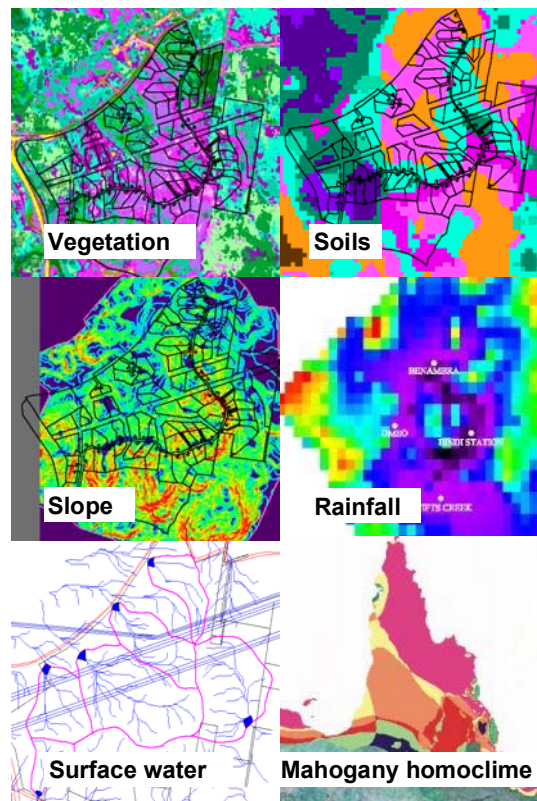 Vegetation
Soils
BENAMBRA
OMEO
HINDI STATION
Slope
Rainfall
Surface water
Mahogany homoclime